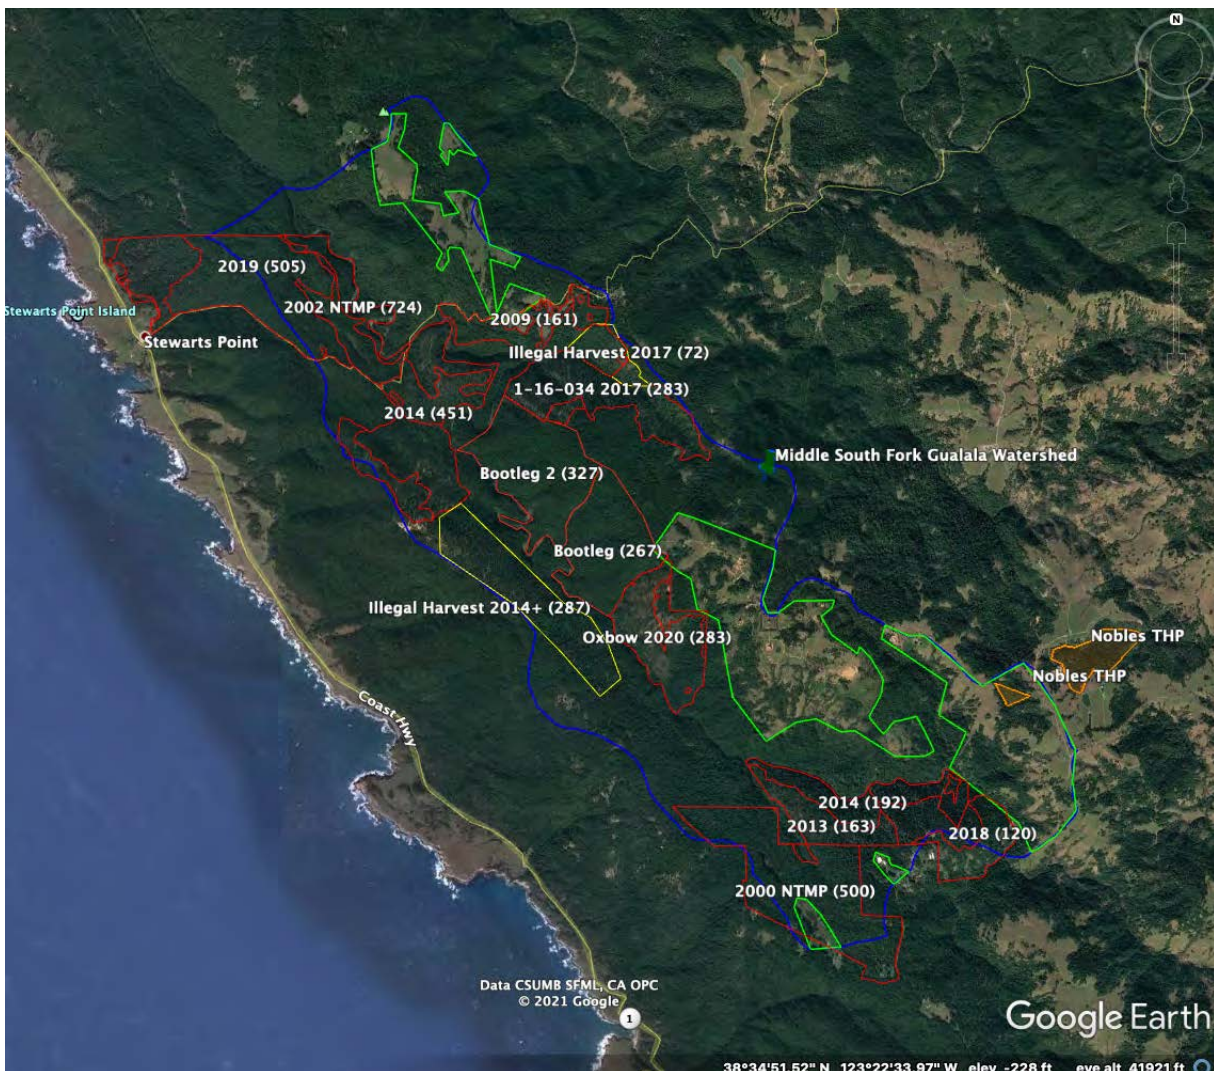 N
2019 (505)
2002 NTMP (724)
Stewarts Point Island
Stewarts Point
2009 (161)
Illegal Harvest 2017 (72)
1-16-034 2017 (283)
2014 (451)
Middle South Fork Gualala Watershed
Bootleg 2 (327)
Bootleg (267)
Illegal Harvest 2014+ (287)
Oxbow 2020 (283)
Nobles THP
Nobles THP
Coast Hwy
2014 (192)
2013 (163)
2018 (120)
2000 NTMP (500)
Data CSUMB SFML, CA OPC
© 2021 Google
1
Google Earth
38°34'51.52" N 123°22'33.97" W elev -228 ft eye alt 41921 ft